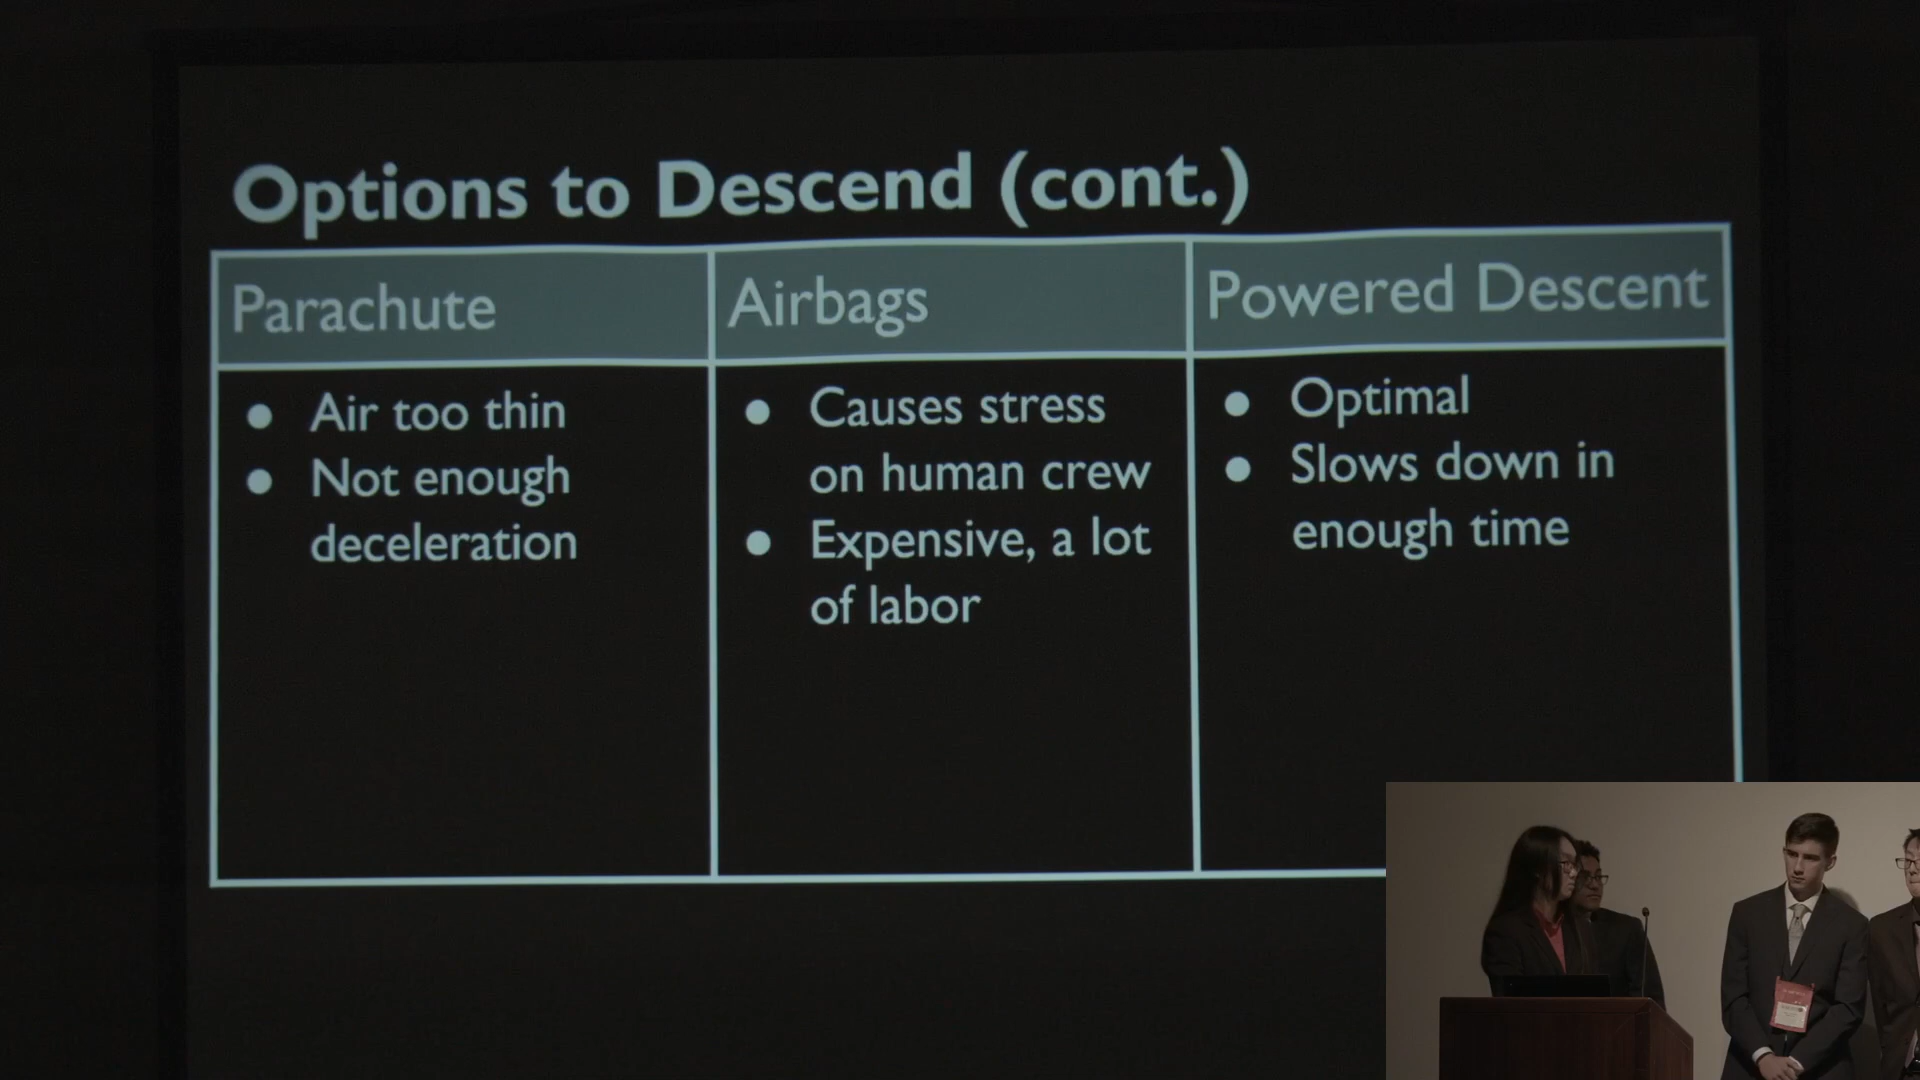 Options to Descend (cont.)
Parachute
Airbags
Powered Descent
● Air too thin
● Not enough
deceleration
● Causes stress
on human crew
● Expensive, a lot
of labor
● Optimal
● Slows down in
enough time